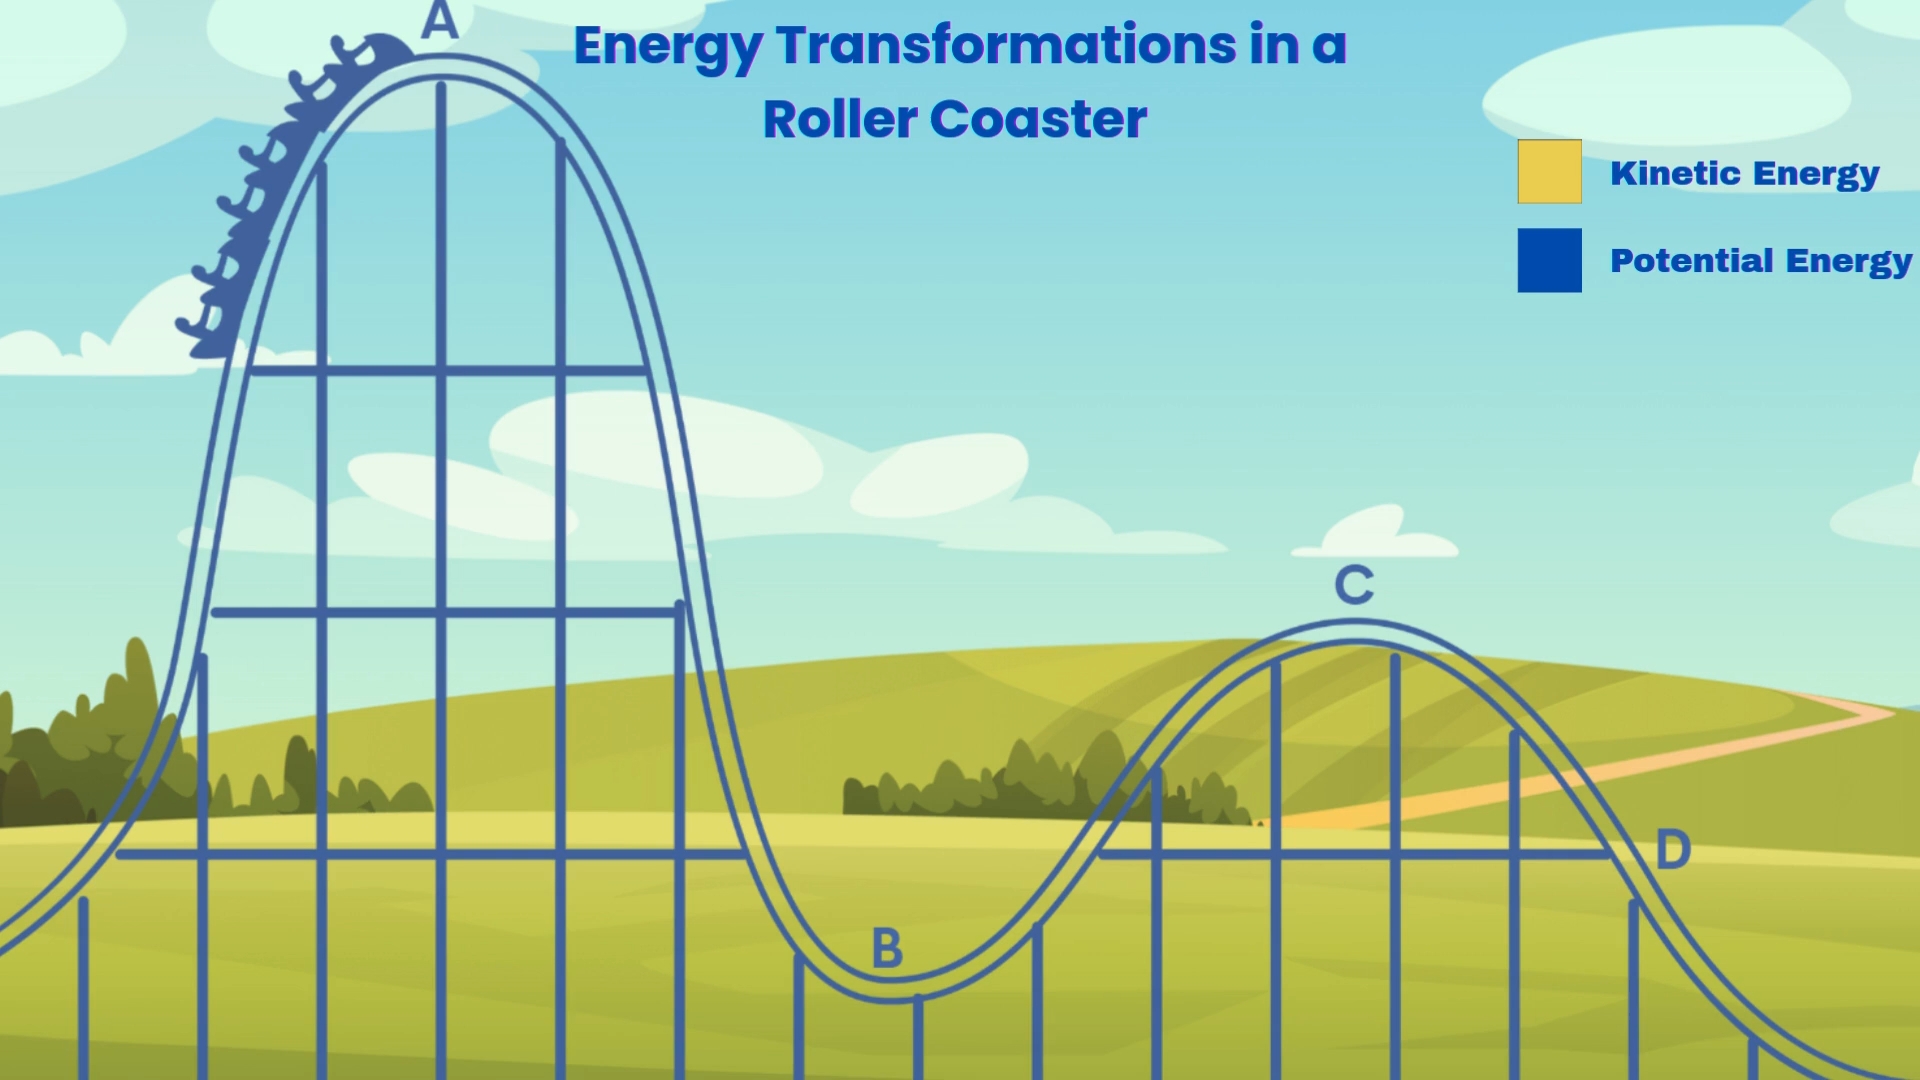 A
Energy Transformations in a
Roller Coaster
Kinetic Energy
Potential Energy
C
D
B